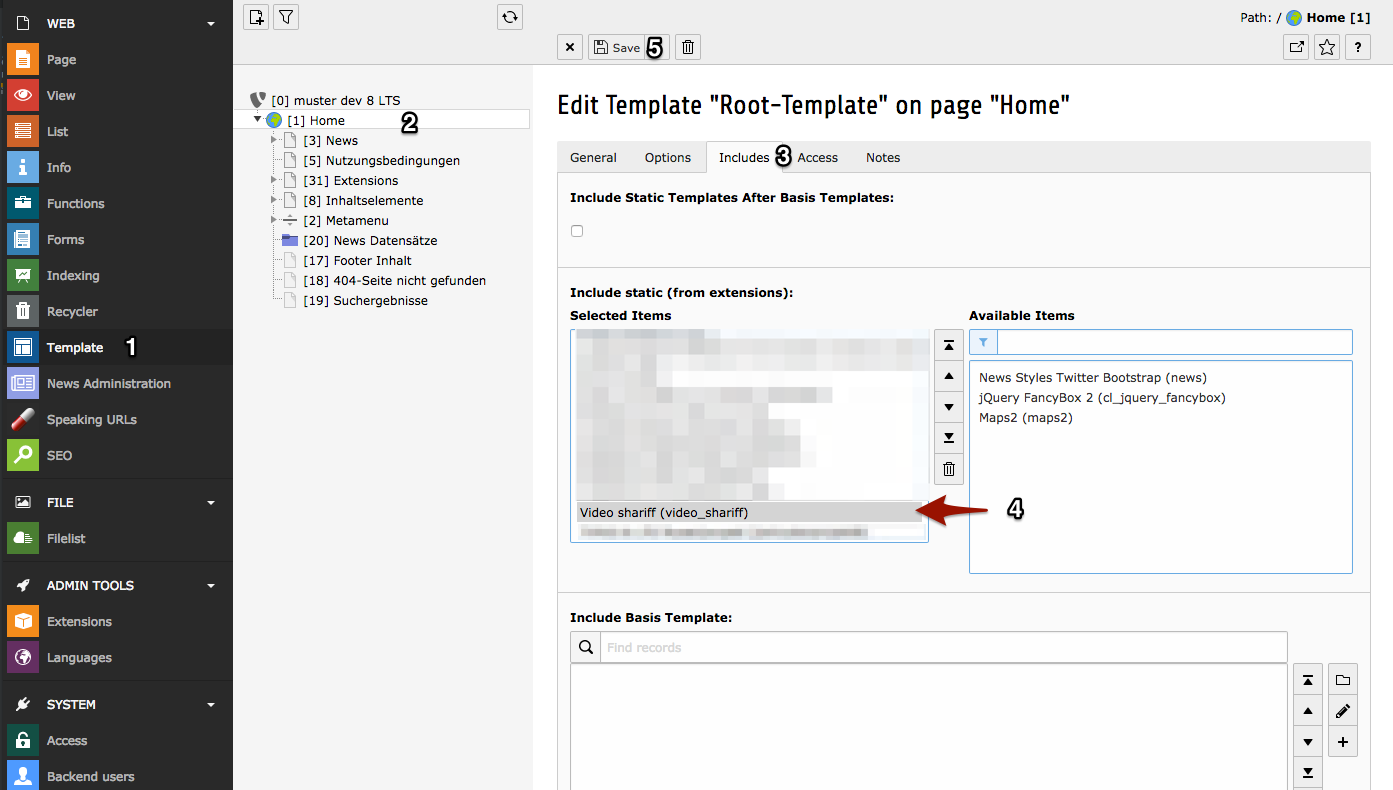 WEB
Page
View
List
Info
Functions
Forms
Indexing
Recycler
Template 1
News Administration
Speaking URLs
SEO
FILE
Filelist
ADMIN TOOLS
Extensions
Languages
SYSTEM
Access
Backend users
[0] muster dev 8 LTS
[1] Home 2
[3] News
[5] Nutzungsbedingungen
[31] Extensions
[8] Inhaltselemente
[2] Metamenu
[20] News Datensätze
[17] Footer Inhalt
[18] 404-Seite nicht gefunden
[19] Suchergebnisse
Path: / Home [1]
Save 5
?
Edit Template "Root-Template" on page "Home"
General Options Includes 3 Access Notes
Include Static Templates After Basis Templates:
Include static (from extensions):
Selected Items
Video shariff (video_shariff)
4
Available Items
News Styles Twitter Bootstrap (news)
jQuery FancyBox 2 (cl_jquery_fancybox)
Maps2 (maps2)
Include Basis Template:
Find records